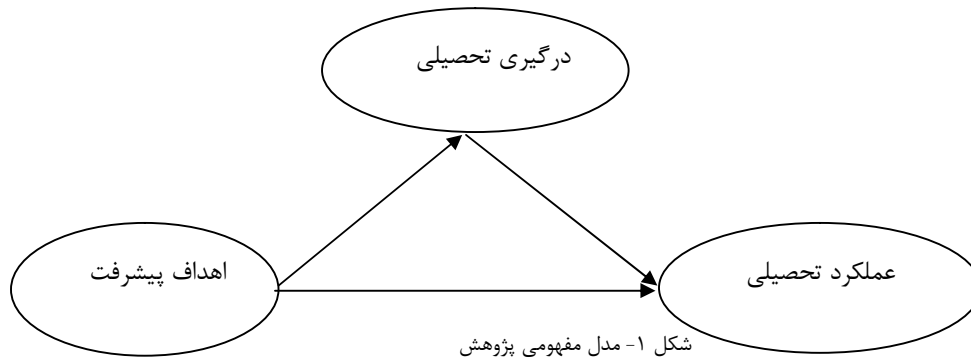 درگیری تحصیلی
اهداف پیشرفت
عملکرد تحصیلی
شکل ۱- مدل مفهومی پژوهش